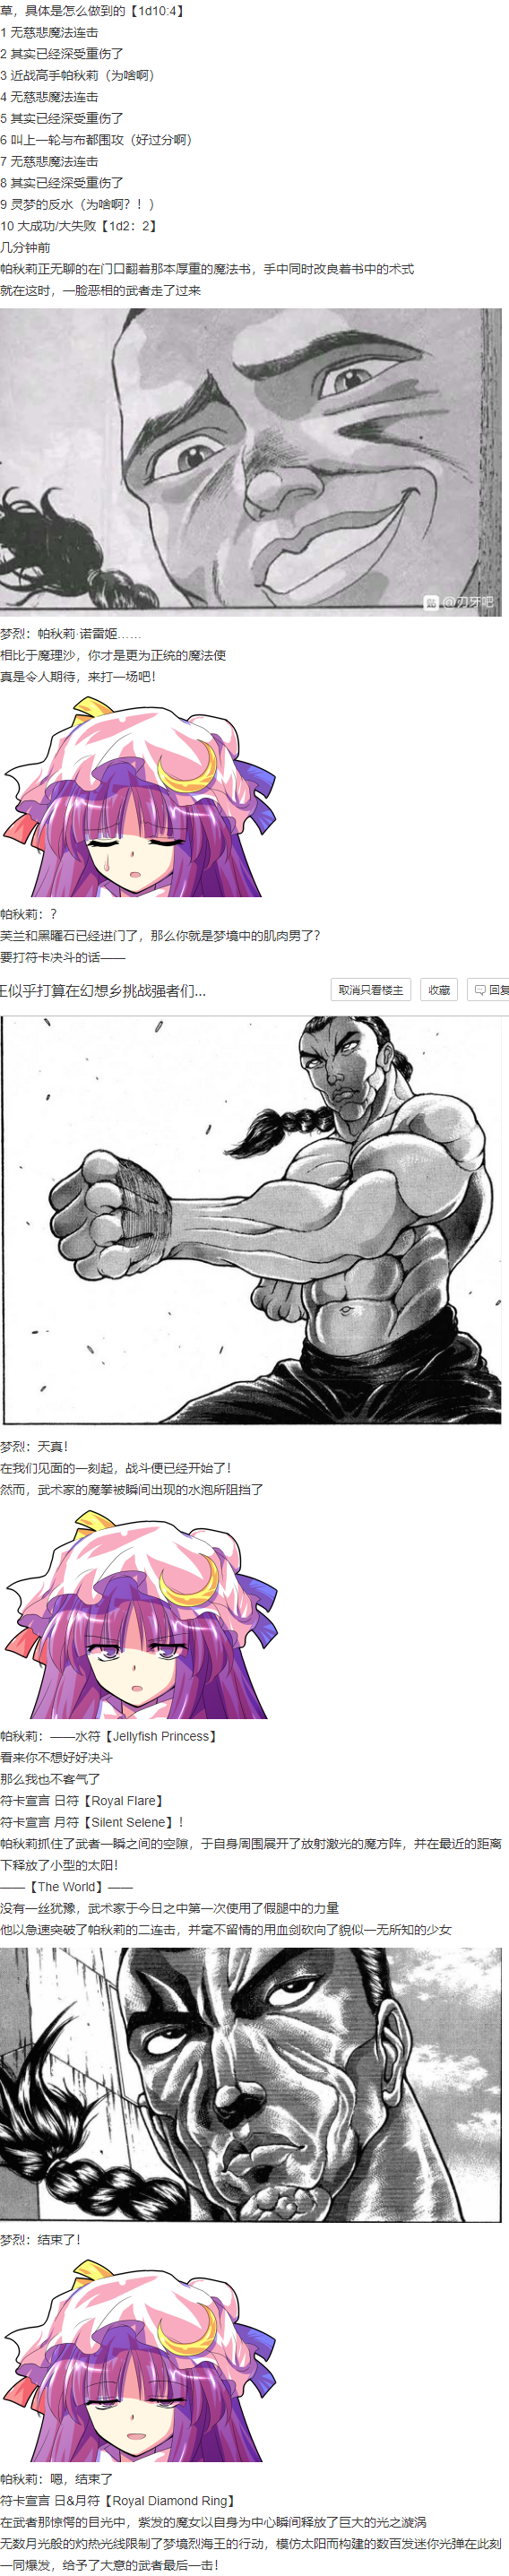 草，具体是怎么做到的【1d10:4】
1 无慈悲魔法连击
2 其实已经深受重伤了
3 近战高手帕秋莉（为啥啊）
4 无慈悲魔法连击
5 其实已经深受重伤了
6 叫上一轮与布都围攻（好过分啊）
7 无慈悲魔法连击
8 其实已经深受重伤了
9 灵梦的反水（为啥啊？！）
10 大成功/大失败【1d2：2】
几分钟前
帕秋莉正无聊的在门口翻着那本厚重的魔法书，手中同时改良着书中的术式
就在这时，一脸恶相的武者走了过来
贴 @刃牙吧
梦烈：帕秋莉·诺雷姬……
相比于魔理沙，你才是更为正统的魔法使
真是令人期待，来打一场吧！
帕秋莉：？
芙兰和黑曜石已经进门了，那么你就是梦境中的肌肉男了？
要打符卡决斗的话——
王似乎打算在幻想乡挑战强者们...
取消只看楼主 收藏 回复
梦烈：天真！
在我们见面的一刻起，战斗便已经开始了！
然而，武术家的魔拳被瞬间出现的水泡所阻挡了
帕秋莉：——水符【Jellyfish Princess】
看来你不想好好决斗
那么我也不客气了
符卡宣言 日符【Royal Flare】
符卡宣言 月符【Silent Selene】！
帕秋莉抓住了武者一瞬之间的空隙，于自身周围展开了放射激光的魔方阵，并在最近的距离
下释放了小型的太阳！
——【The World】——
没有一丝犹豫，武术家于今日之中第一次使用了假腿中的力量
他以急速突破了帕秋莉的二连击，并毫不留情的用血剑砍向了貌似一无所知的少女
梦烈：结束了！
帕秋莉：嗯，结束了
符卡宣言 日&月符【Royal Diamond Ring】
在武者那惊愕的目光中，紫发的魔女以自身为中心瞬间释放了巨大的光之漩涡
无数月光般的灼热光线限制了梦境烈海王的行动，模仿太阳而构建的数百发迷你光弹在此刻
一同爆发，给予了大意的武者最后一击！